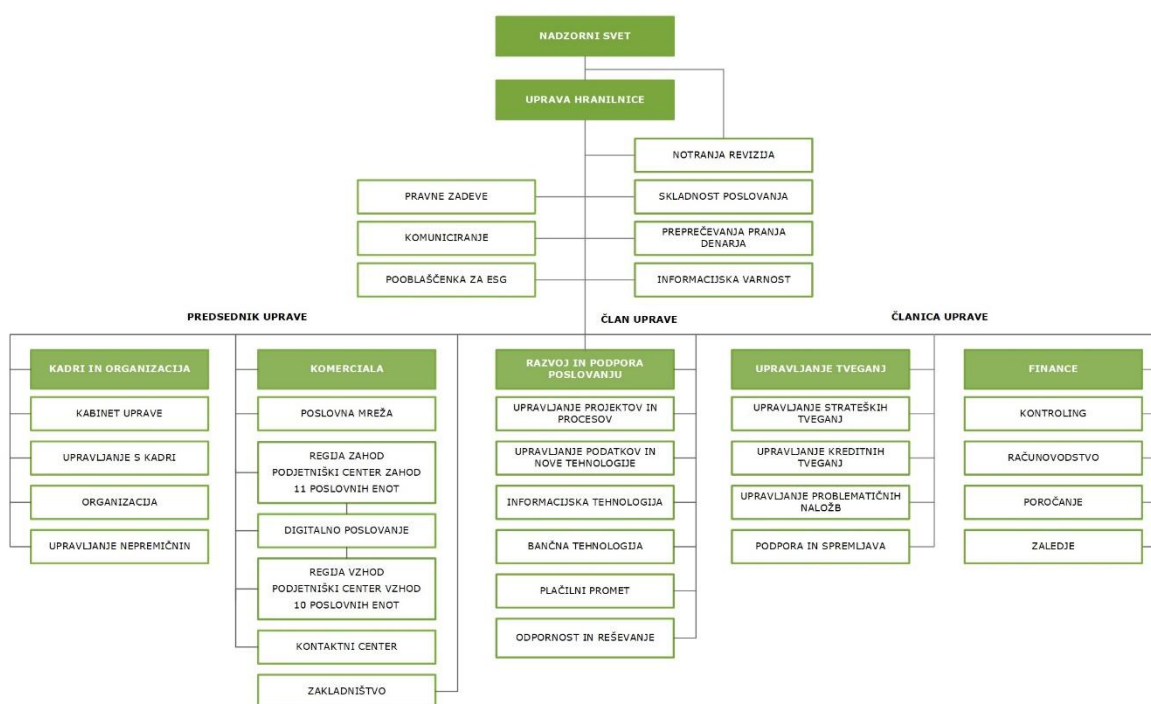 NADZORNI SVET
UPRAVA HRANILNICE
NOTRANJA REVIZIJA
PRAVNE ZADEVE
SKLADNOST POSLOVANJA
KOMUNICIRANJE
PREPREČEVANJA PRANJA
DENARJA
POOBLAŠČENKA ZA ESG
INFORMACIJSKA VARNOST
PREDSEDNIK UPRAVE
ČLAN UPRAVE
ČLANICA UPRAVE
KADRI IN ORGANIZACIJA
KABINET UPRAVE
UPRAVLJANJE S KADRI
ORGANIZACIJA
UPRAVLJANJE NEPREMIČNIN
KOMERCIALA
POSLOVNA MREŽA
REGIJA ZAHOD
PODJETNIŠKI CENTER ZAHOD
11 POSLOVNIH ENOT
DIGITALNO POSLOVANJE
REGIJA VZHOD
PODJETNIŠKI CENTER VZHOD
10 POSLOVNIH ENOT
KONTAKTNI CENTER
ZAKLADNIŠTVO
RAZVOJ IN PODPORA
POSLOVANJU
UPRAVLJANJE PROJEKTOV IN
PROCESOV
UPRAVLJANJE PODATKOV IN
NOVE TEHNOLOGIJE
INFORMACIJSKA TEHNOLOGIJA
BANČNA TEHNOLOGIJA
PLAČILNI PROMET
ODPORNOST IN REŠEVANJE
UPRAVLJANJE TVEGANJ
UPRAVLJANJE STRATEŠKIH
TVEGANJ
UPRAVLJANJE KREDITNIH
TVEGANJ
UPRAVLJANJE PROBLEMATIČNIH
NALOŽB
PODPORA IN SPREMLJAVA
FINANCE
KONTROLING
RAČUNOVODSTVO
POROČANJE
ZALEDJE